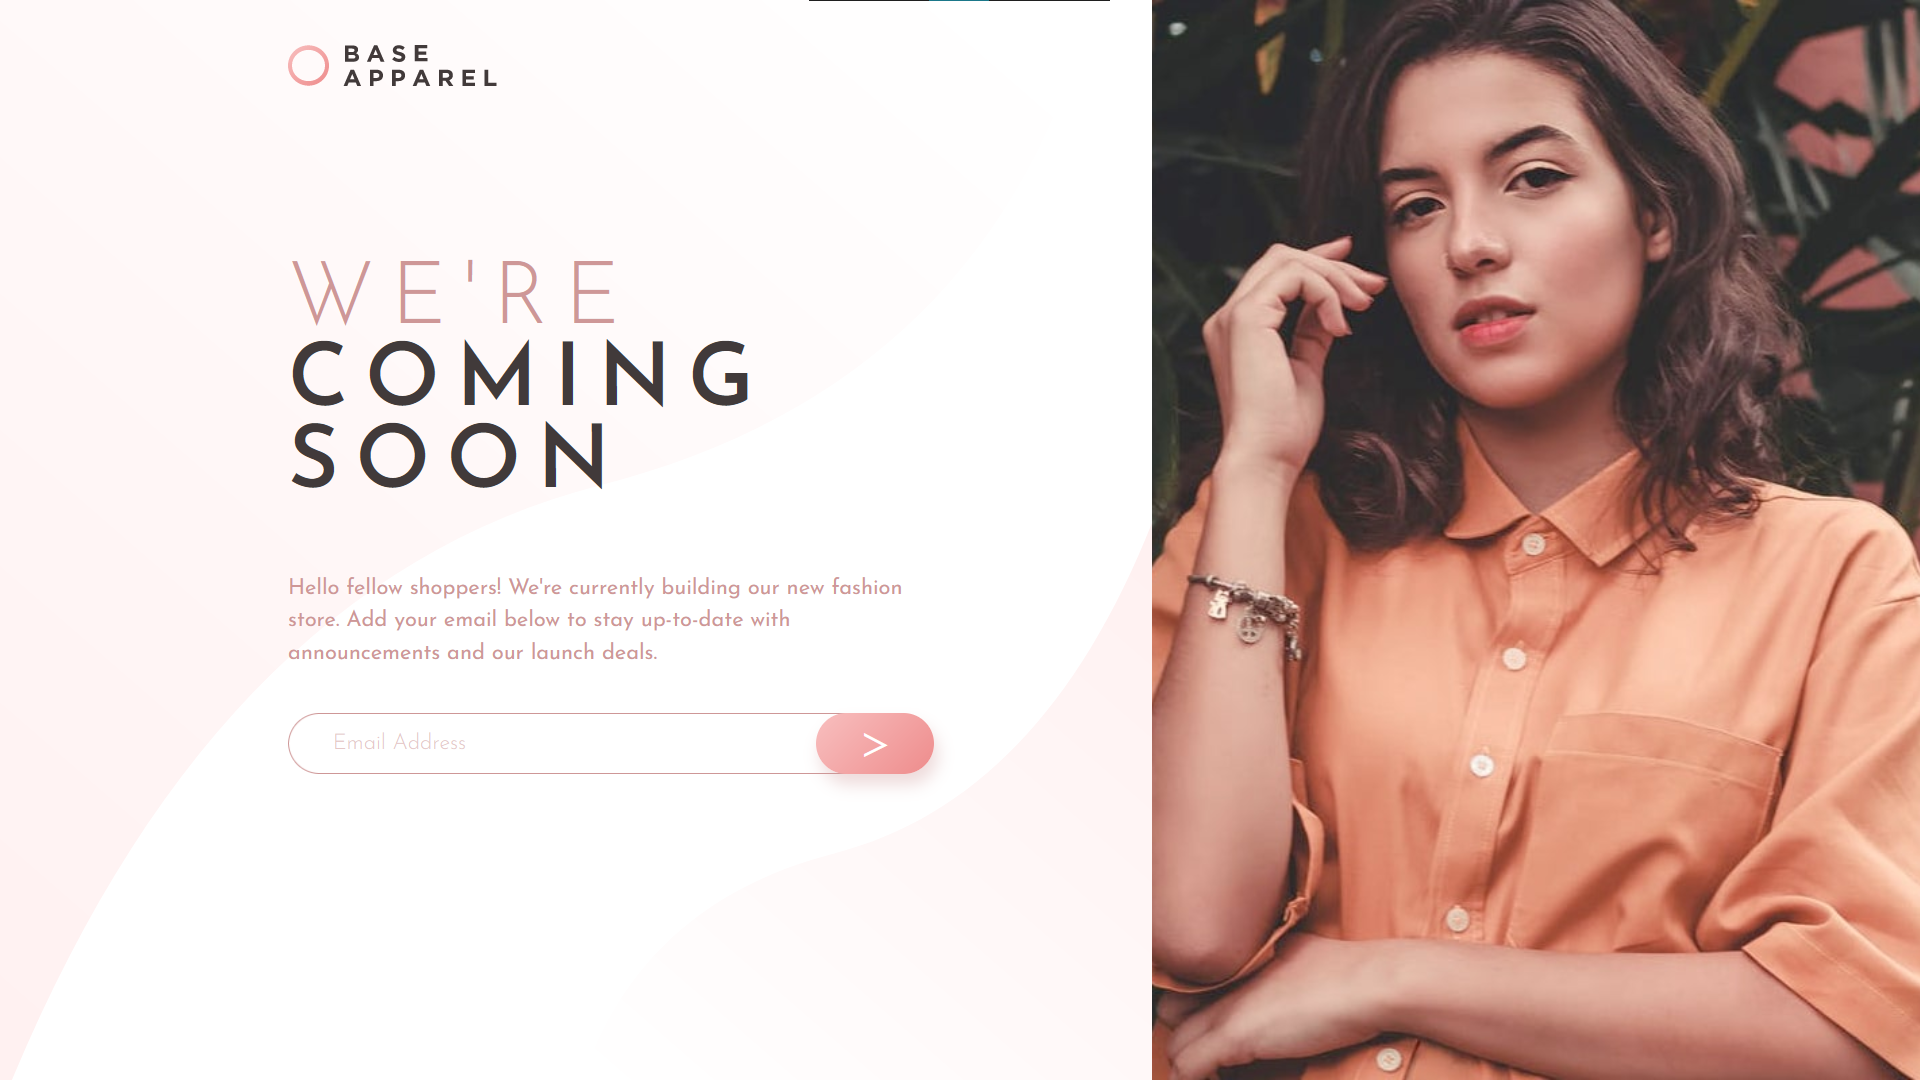 BASE
APPAREL
WE'RE
COMING
SOON
Hello fellow shoppers! We're currently building our new fashion
store. Add your email below to stay up-to-date with
announcements and our launch deals.
Email Address
>